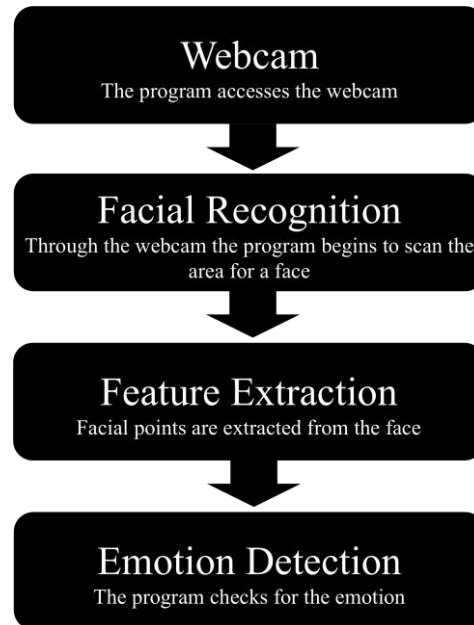 Webcam
The program accesses the webcam
Facial Recognition
Through the webcam the program begins to scan the
area for a face
Feature Extraction
Facial points are extracted from the face
Emotion Detection
The program checks for the emotion